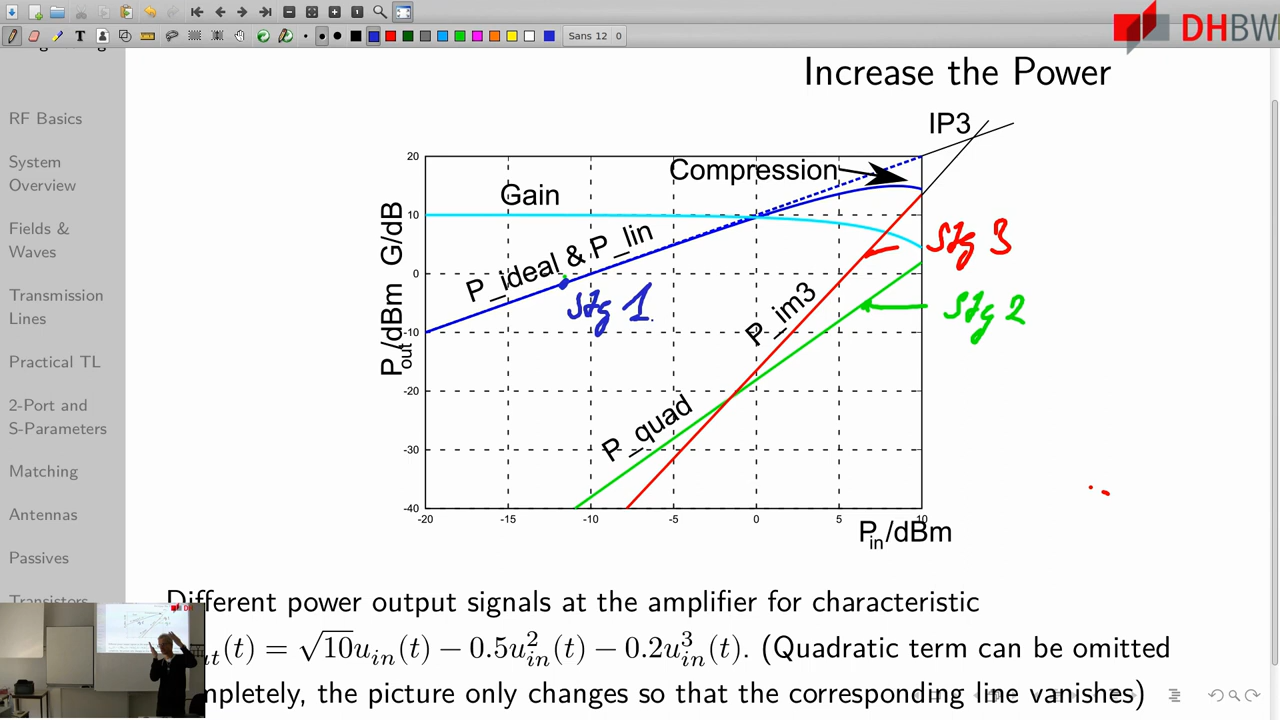 Sans 12
0
DHBW
Increase the Power
RF Basics
System
Overview
Fields &
Waves
Transmission
Lines
Practical TL
2-Port and
S-Parameters
Matching
Antennas
Passives
IP3
Compression
Gain
P_ideal & P_lin
P_im3
P_quad
Stg 1
Stg 3
Stg 2
P_out/dBm G/dB
20
10
0
-10
-20
-30
-40
-20 -15 -10 -5 0 5 10
P_in/dBm
Different power output signals at the amplifier for characteristic
(t) = √10u_in(t) − 0.5u²_in(t) − 0.2u³_in(t). (Quadratic term can be omitted
the picture only changes so that the corresponding line vanishes)